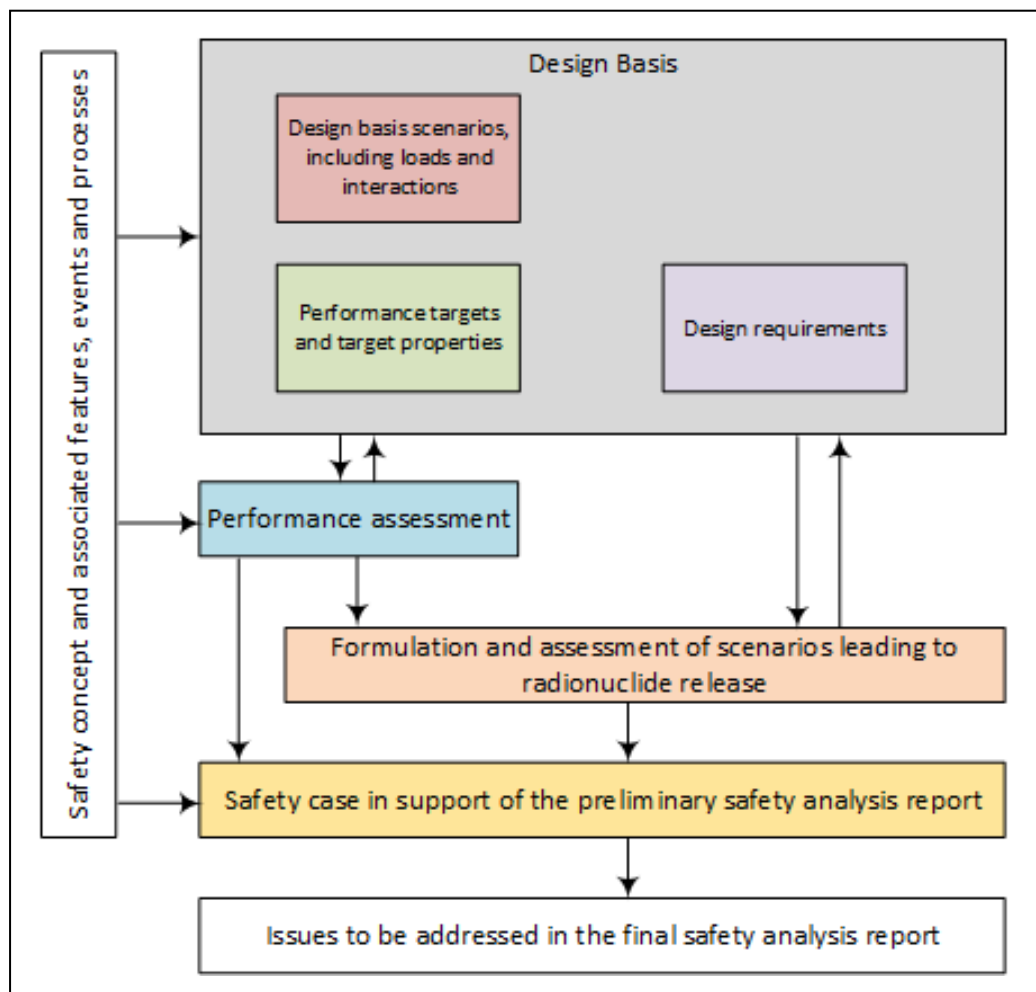 Safety concept and associated features, events and processes
Design Basis
Design basis scenarios,
including loads and
interactions
Performance targets
and target properties
Design requirements
Performance assessment
Formulation and assessment of scenarios leading to
radionuclide release
Safety case in support of the preliminary safety analysis report
Issues to be addressed in the final safety analysis report